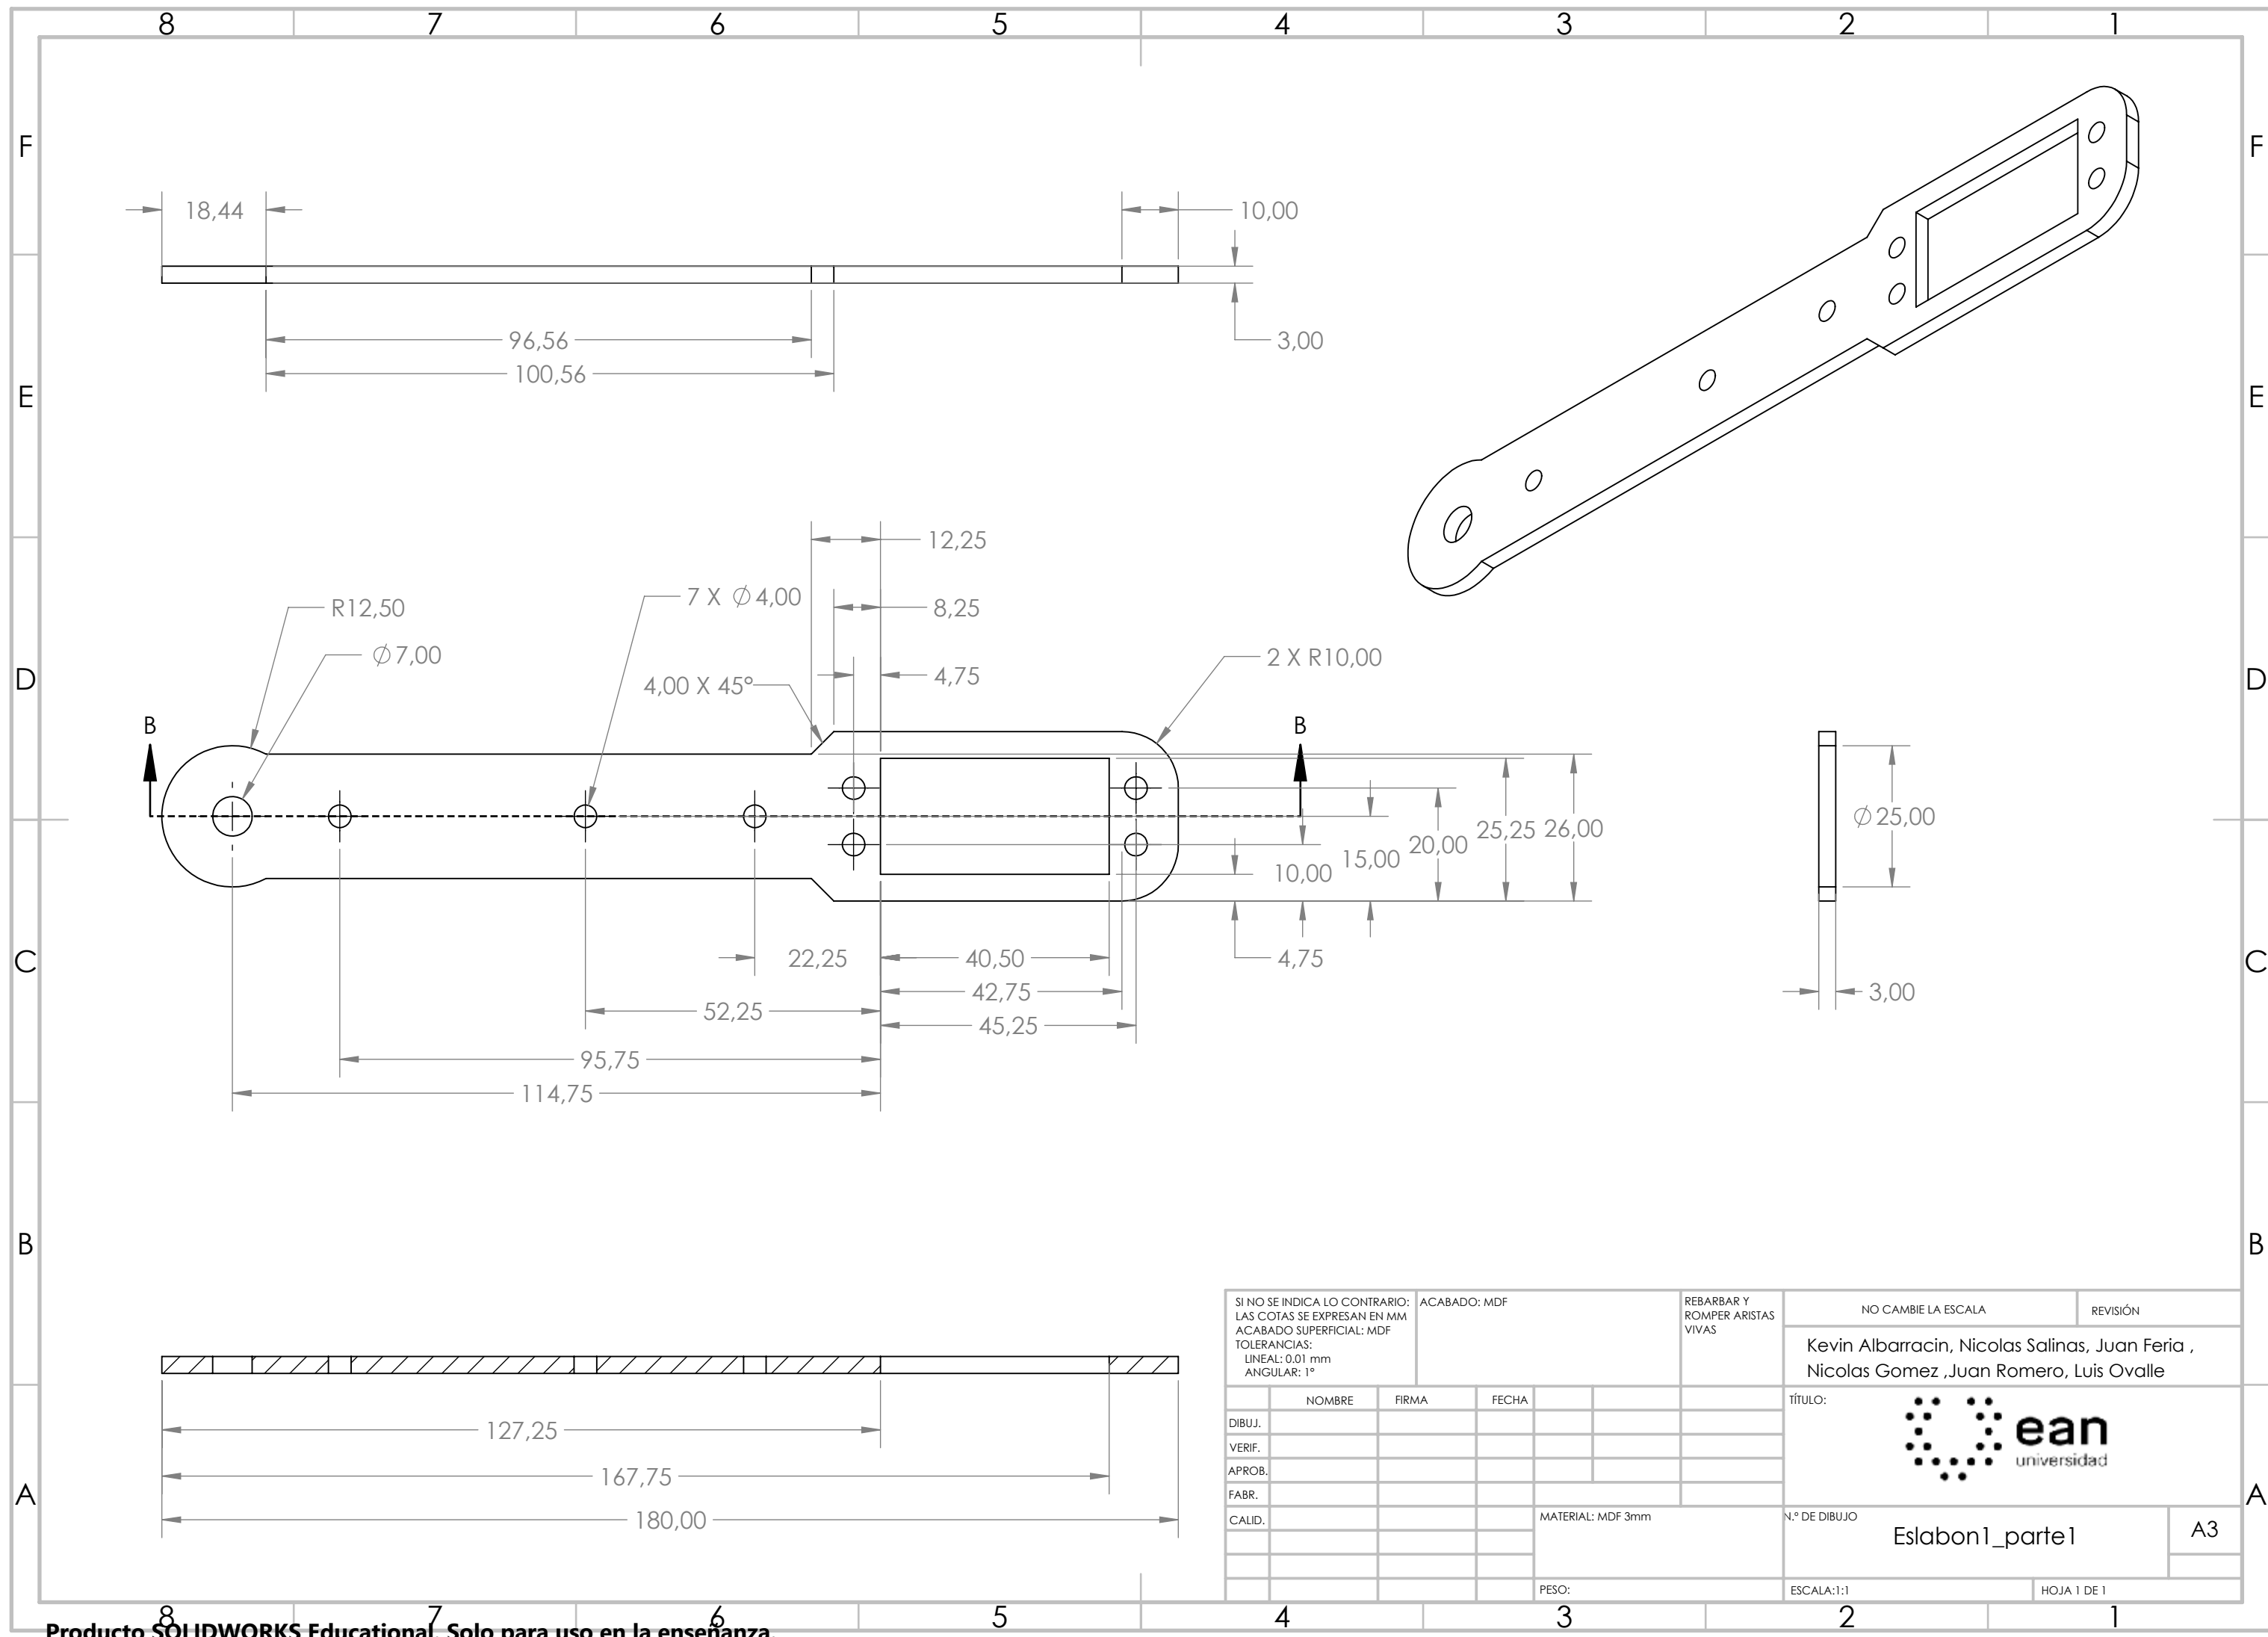 8 7 6 5 4 3 2 1
F F
E E
D D
C C
B B
A A
18,44
10,00
96,56
3,00
100,56
12,25
R12,50
7 X ∅4,00
8,25
∅7,00
2 X R10,00
4,00 X 45°
4,75
B B
∅25,00
25,25 26,00
20,00
15,00
10,00
22,25
40,50
4,75
42,75
3,00
52,25
45,25
95,75
114,75
127,25
167,75
180,00
SI NO SE INDICA LO CONTRARIO:
LAS COTAS SE EXPRESAN EN MM
ACABADO SUPERFICIAL: MDF
TOLERANCIAS:
LINEAL: 0.01 mm
ANGULAR: 1°
ACABADO: MDF
REBARBAR Y
ROMPER ARISTAS
VIVAS
NO CAMBIE LA ESCALA
REVISIÓN
Kevin Albarracin, Nicolas Salinas, Juan Feria ,
Nicolas Gomez ,Juan Romero, Luis Ovalle
NOMBRE FIRMA FECHA
DIBUJ.
VERIF.
APROB.
FABR.
CALID.
TÍTULO:
ean
universidad
MATERIAL: MDF 3mm
N.º DE DIBUJO
Eslabon1_parte1
A3
PESO:
ESCALA:1:1
HOJA 1 DE 1
8 7 6 5 4 3 2 1
Producto SOLIDWORKS Educational. Solo para uso en la enseñanza.